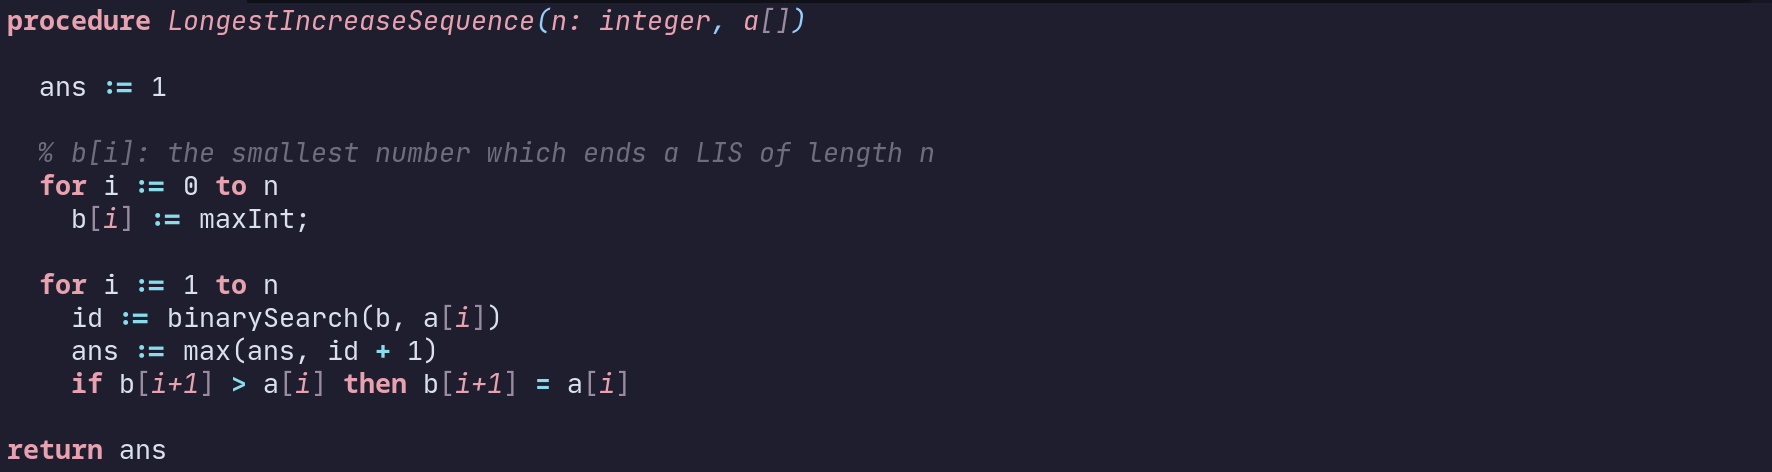 procedure LongestIncreaseSequence(n: integer, a[])
ans := 1
% b[i]: the smallest number which ends a LIS of length n
for i := 0 to n
b[i] := maxInt;
for i := 1 to n
id := binarySearch(b, a[i])
ans := max(ans, id + 1)
if b[i+1] > a[i] then b[i+1] = a[i]
return ans